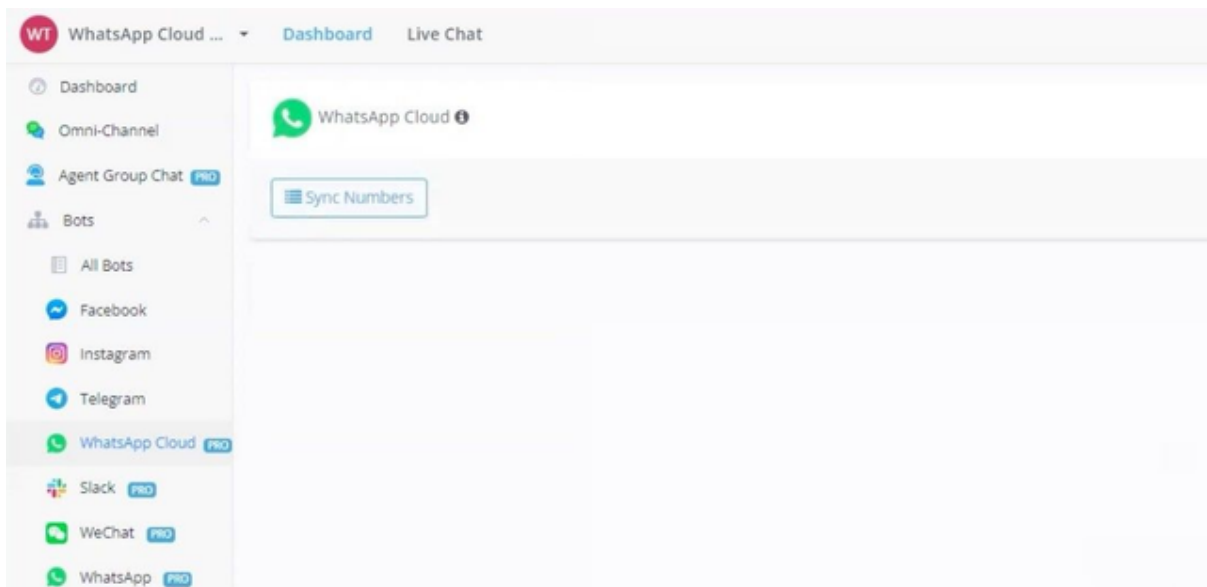 WT WhatsApp Cloud ... Dashboard Live Chat
Dashboard
Omni-Channel
Agent Group Chat PRO
Bots
All Bots
Facebook
Instagram
Telegram
WhatsApp Cloud PRO
Slack PRO
WeChat PRO
WhatsApp PRO
WhatsApp Cloud
Sync Numbers